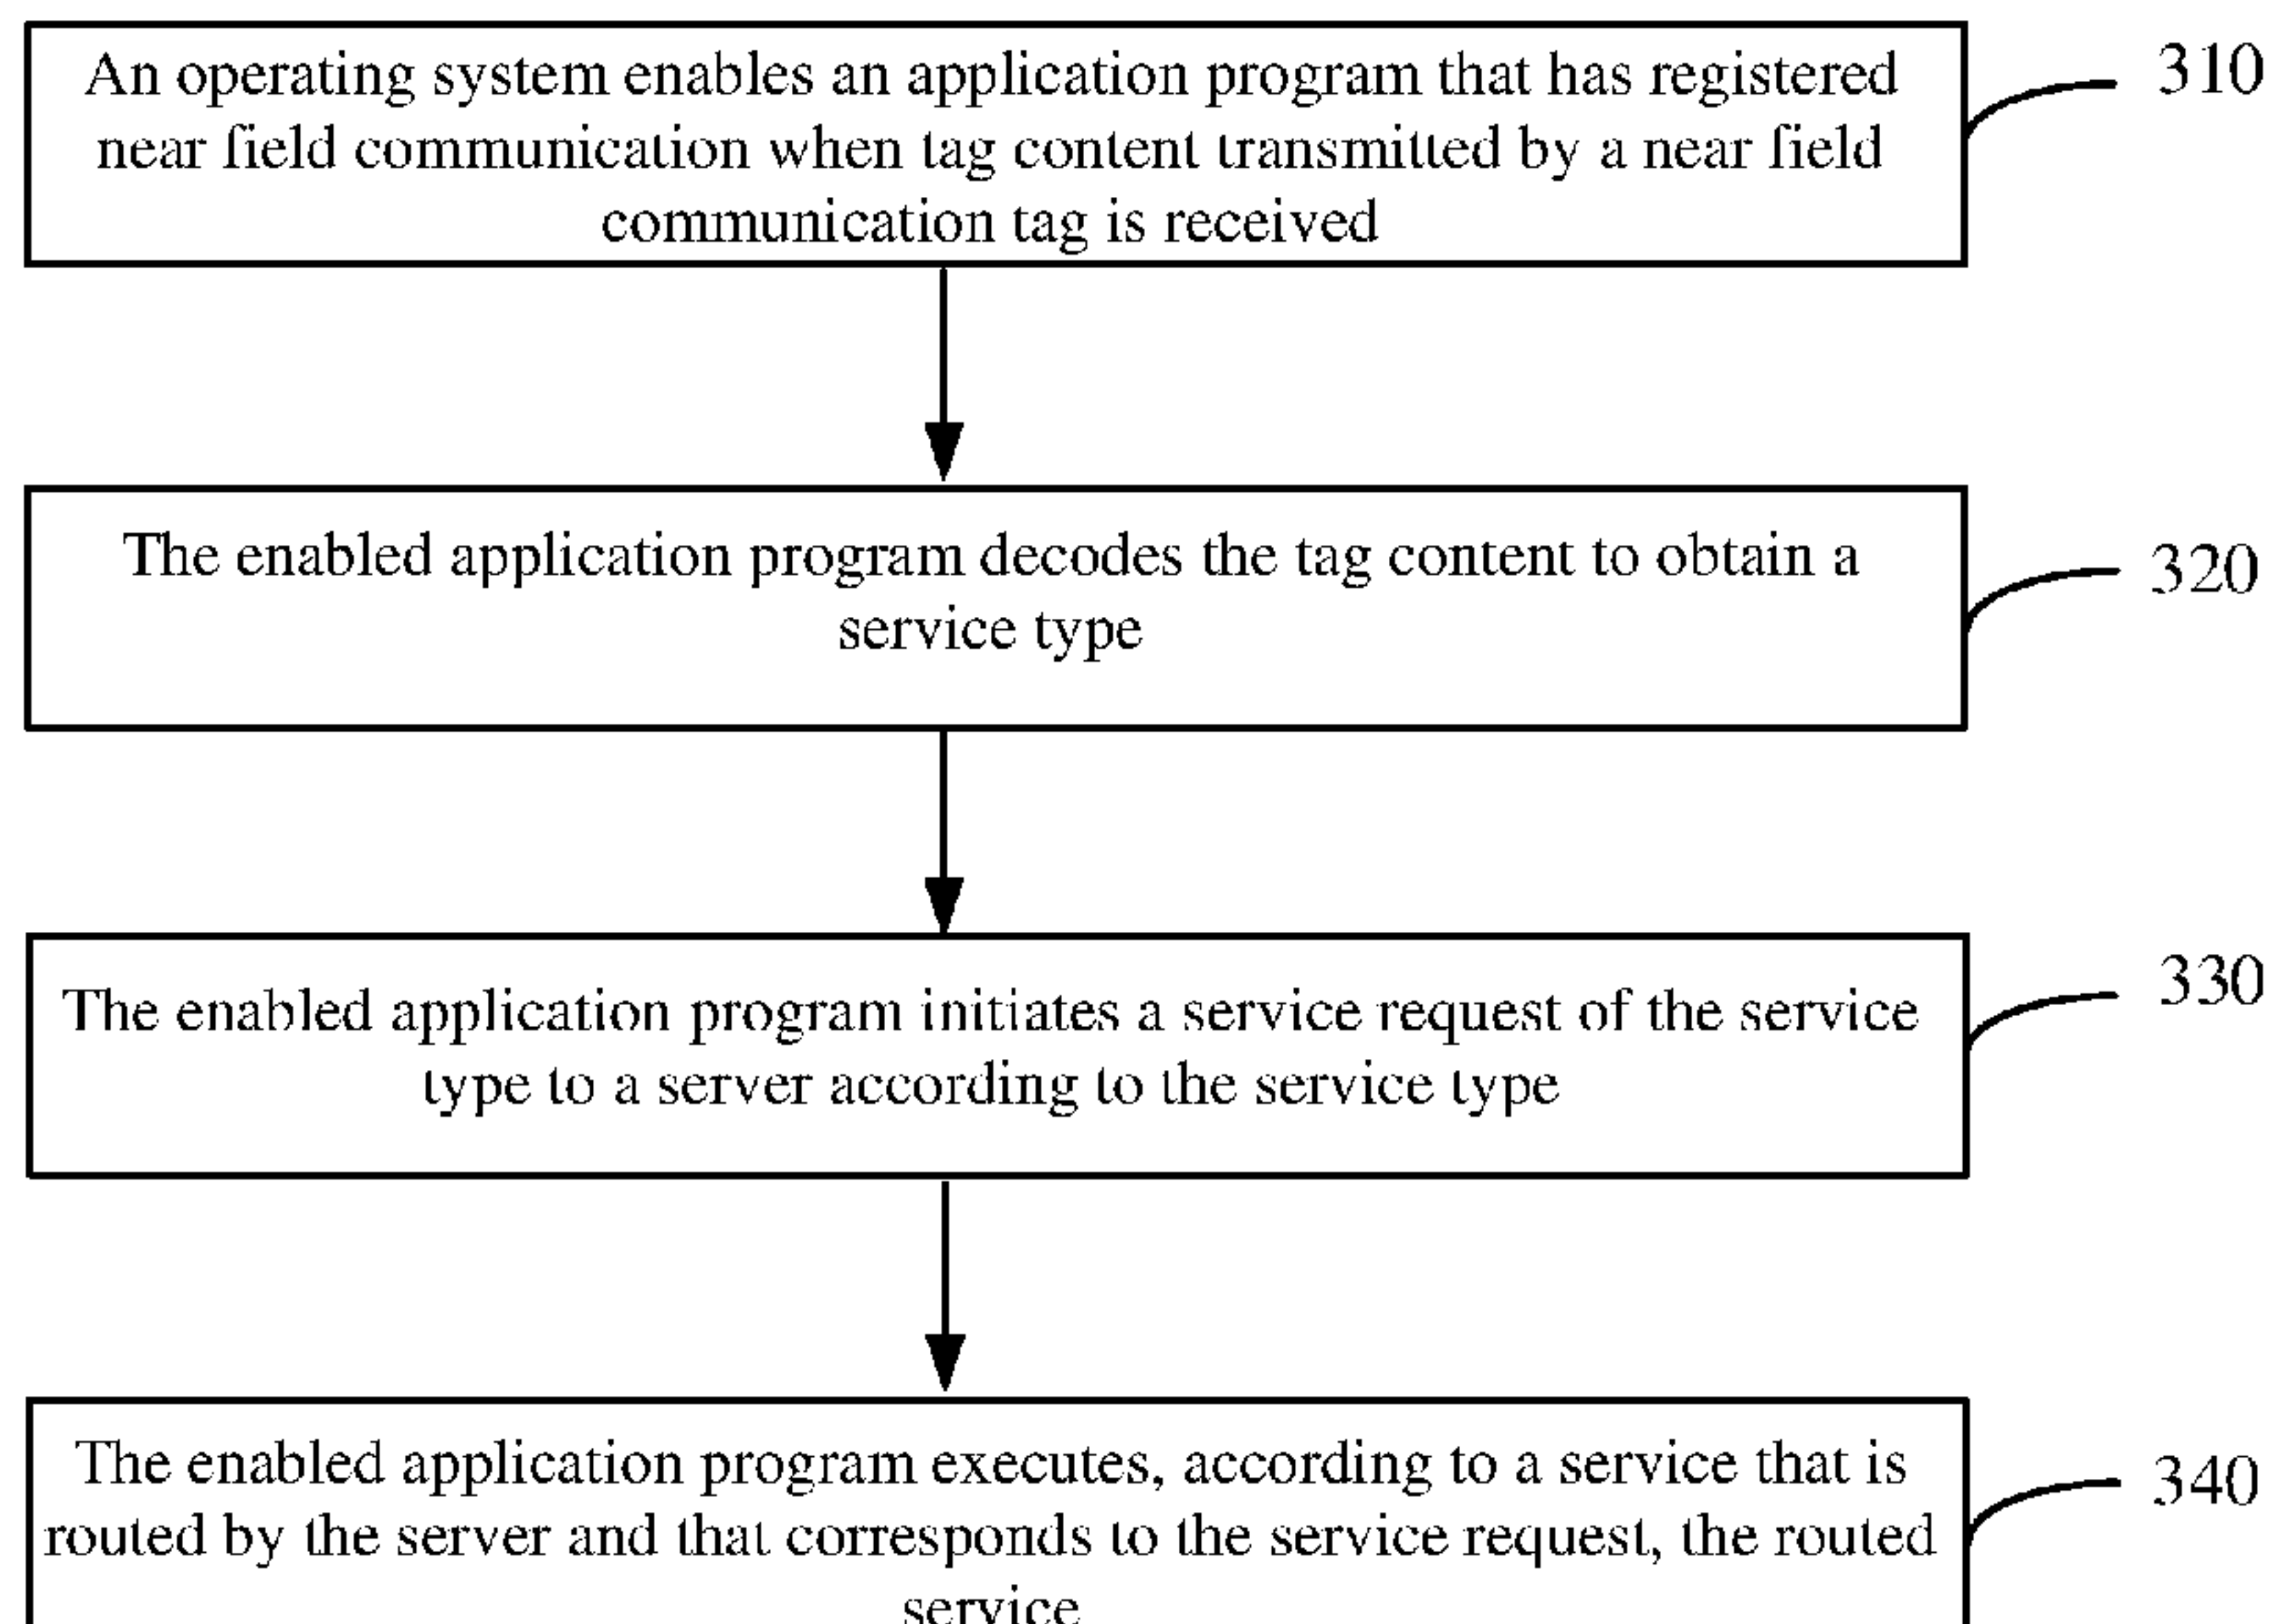 An operating system enables an application program that has registered
310
near field communication when tag content transmitted by a near field
communication tag is received
The enabled application program decodes the tag content to obtain a
320
service type
The enabled application program initiates a service request of the service
330
type to a server according to the service type
The enabled application program executes, according to a service that is
340
routed by the server and that corresponds to the service request, the routed
service